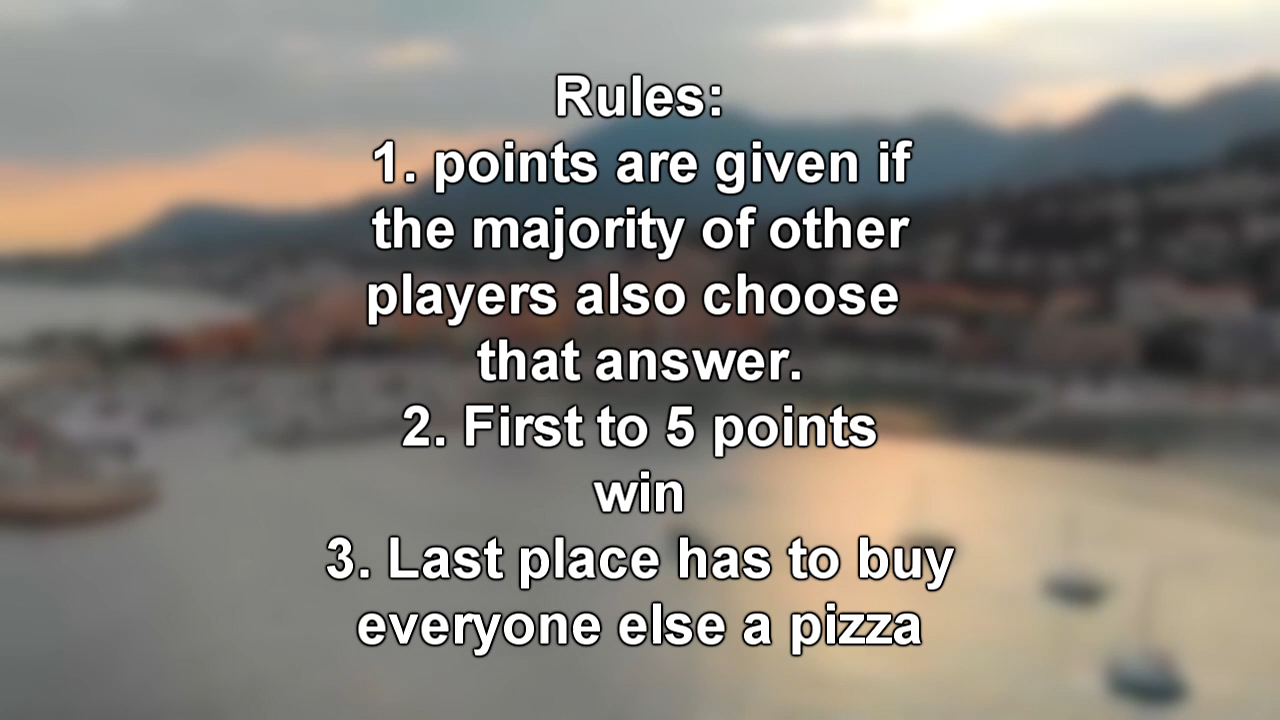 Rules:
1. points are given if
the majority of other
players also choose
that answer.
2. First to 5 points
win
3. Last place has to buy
everyone else a pizza